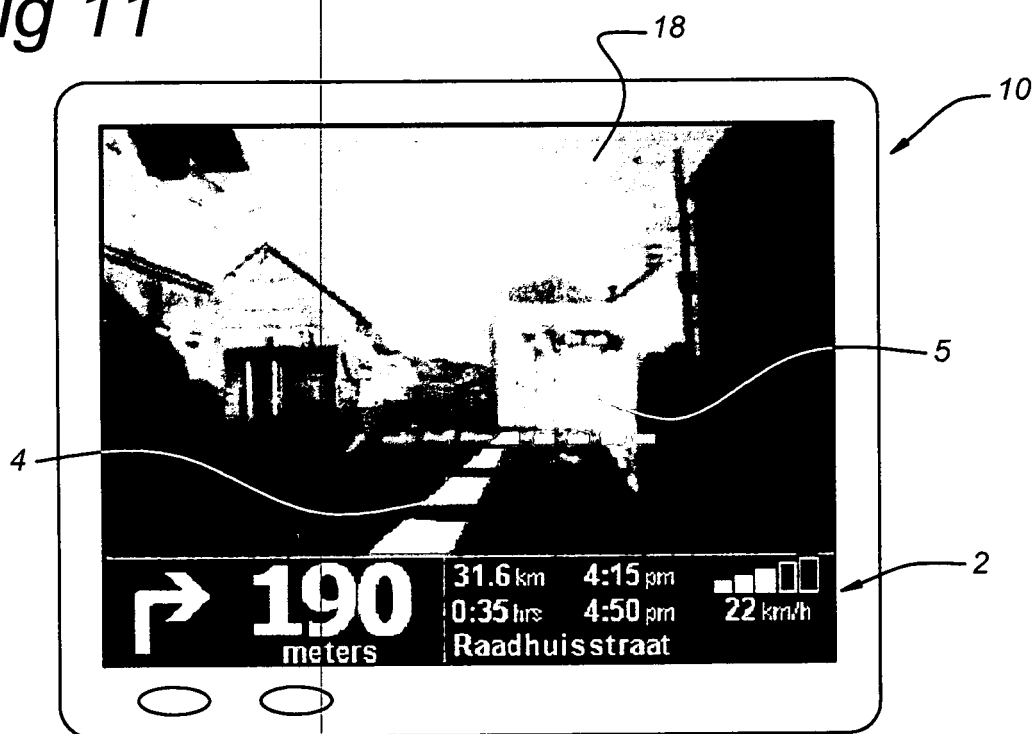 ig 11
18
10
5
4
2
190
meters
31.6 km 4:15 pm
0:35 hrs 4:50 pm
22 km/h
Raadhuisstraat